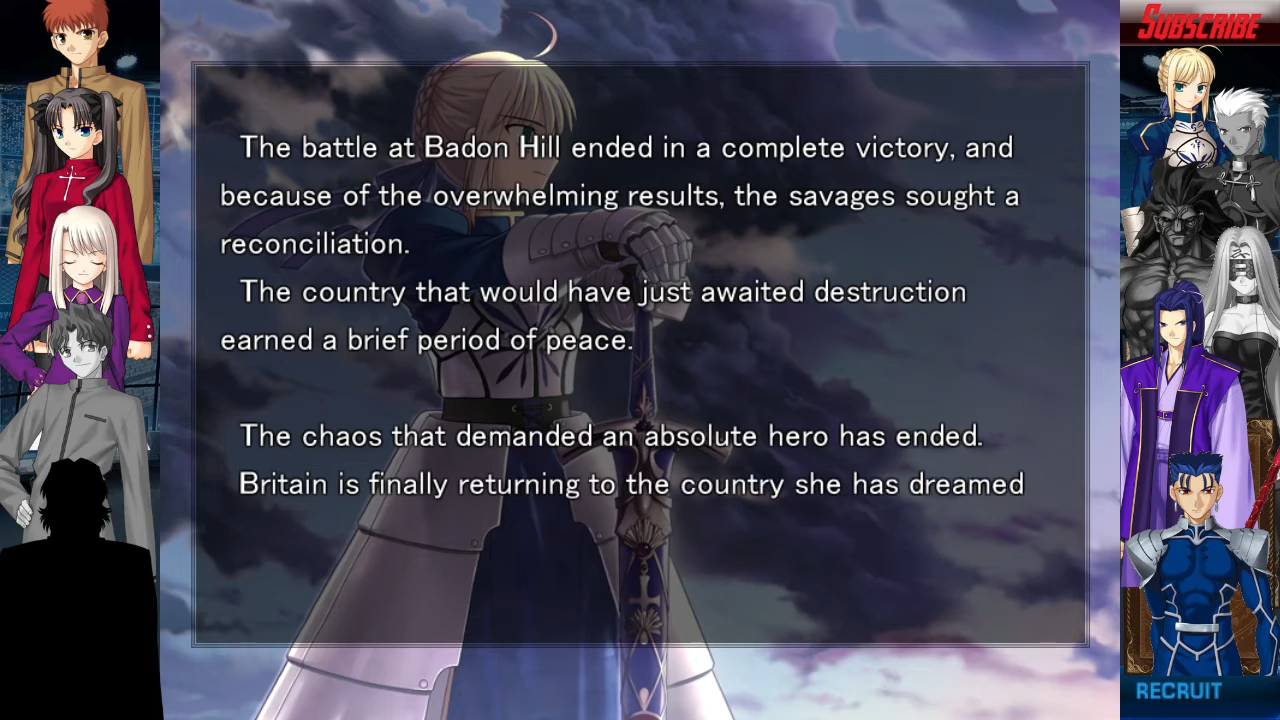 SUBSCRIBE
The battle at Badon Hill ended in a complete victory, and
because of the overwhelming results, the savages sought a
reconciliation.
The country that would have just awaited destruction
earned a brief period of peace.
The chaos that demanded an absolute hero has ended.
Britain is finally returning to the country she has dreamed
RECRUIT